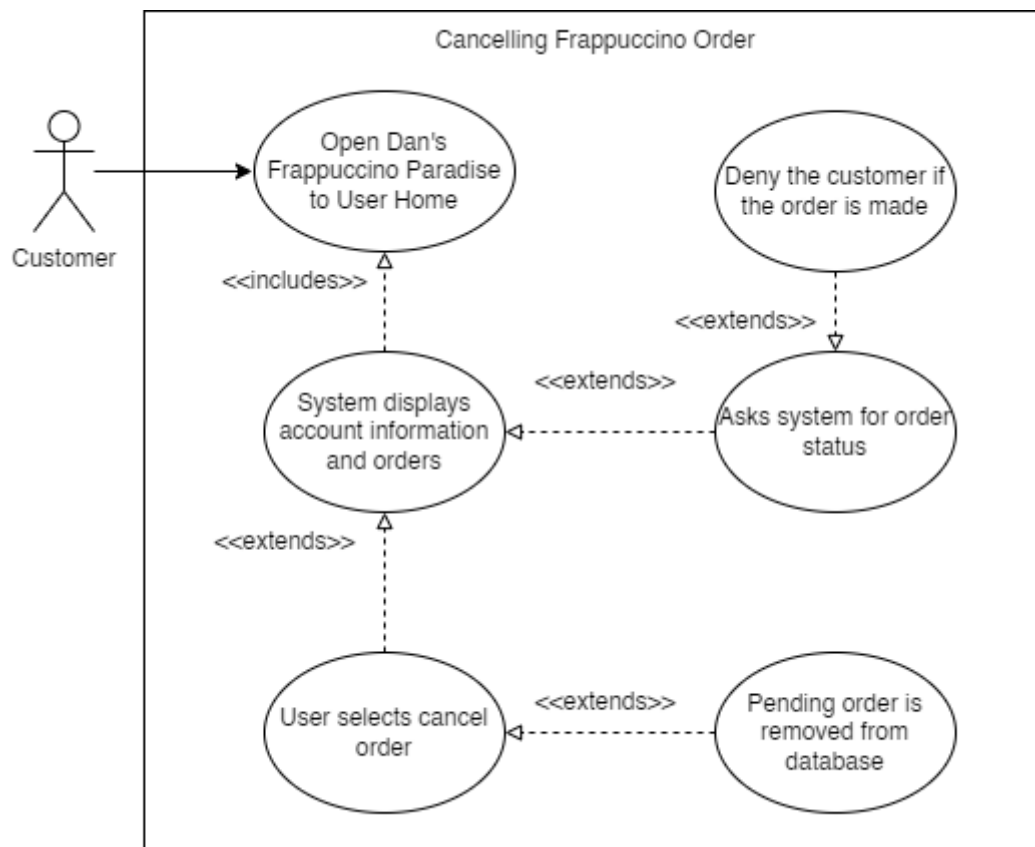 Cancelling Frappuccino Order
Open Dan's
Frappuccino Paradise
to User Home
Deny the customer if
the order is made
Customer
<<includes>>
<<extends>>
<<extends>>
System displays
account information
and orders
Asks system for order
status
<<extends>>
User selects cancel
order
<<extends>>
Pending order is
removed from
database